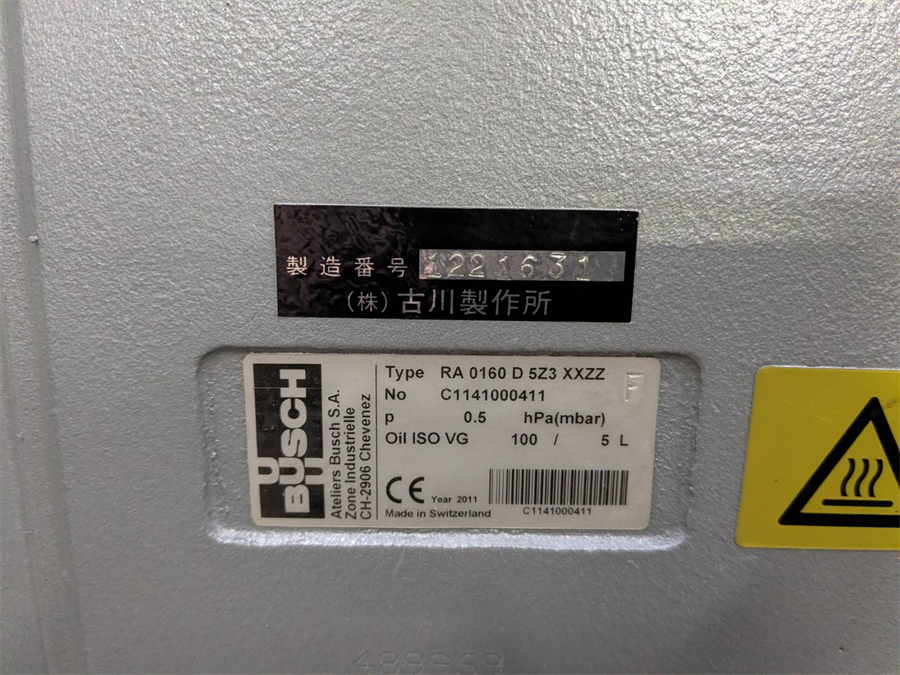 製造番号 1221631
(株)古川製作所
BUSCH
Ateliers Busch S.A.
Zone Industrielle
CH-2906 Chevenez
Type RA 0160 D 5Z3 XXZZ
F
No C1141000411
p 0.5 hPa(mbar)
Oil ISO VG 100 / 5 L
CE Year 2011
Made in Switzerland
C1141000411